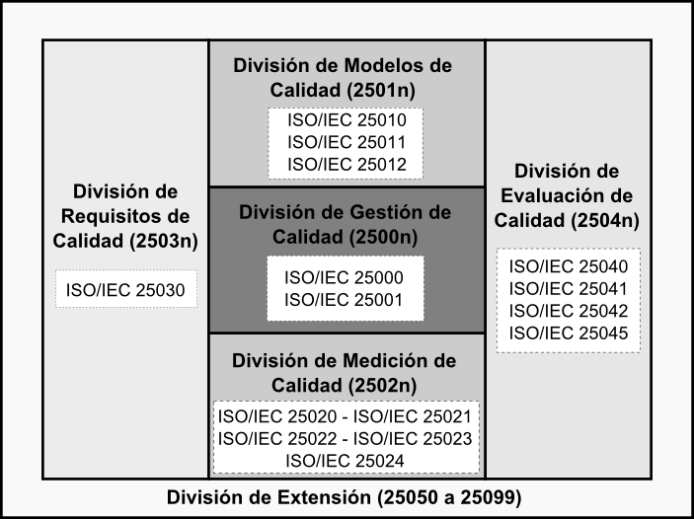 División de Modelos de
Calidad (2501n)
ISO/IEC 25010
ISO/IEC 25011
ISO/IEC 25012
División de
Requisitos de
Calidad (2503n)
ISO/IEC 25030
División de Gestión de
Calidad (2500n)
ISO/IEC 25000
ISO/IEC 25001
División de
Evaluación de
Calidad (2504n)
ISO/IEC 25040
ISO/IEC 25041
ISO/IEC 25042
ISO/IEC 25045
División de Medición de
Calidad (2502n)
ISO/IEC 25020 - ISO/IEC 25021
ISO/IEC 25022 - ISO/IEC 25023
ISO/IEC 25024
División de Extensión (25050 a 25099)